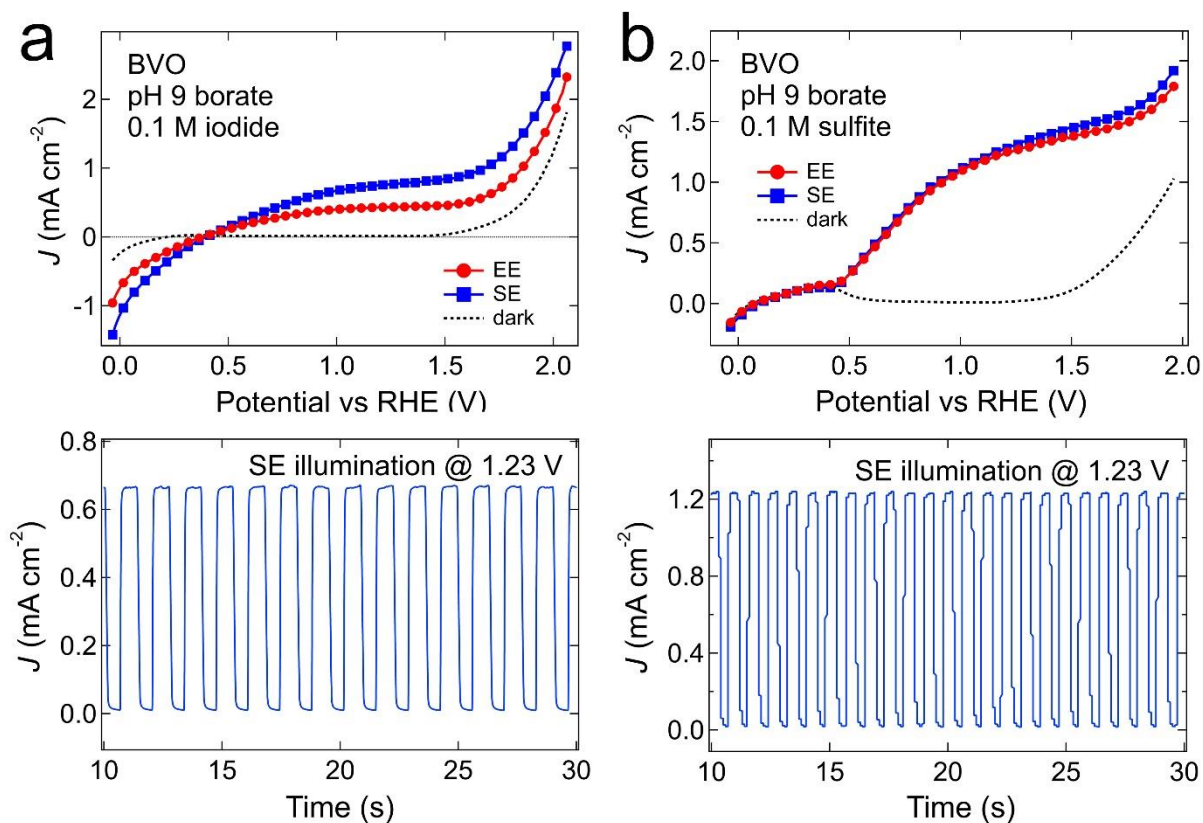 a
BVO
pH 9 borate
0.1 M iodide
2
1
0
-1
J (mA cm-2)
EE
SE
dark
0.0 0.5 1.0 1.5 2.0
Potential vs RHE (V)
b
BVO
pH 9 borate
0.1 M sulfite
2.0
1.5
1.0
0.5
0.0
J (mA cm-2)
EE
SE
dark
0.0 0.5 1.0 1.5 2.0
Potential vs RHE (V)
SE illumination @ 1.23 V
0.8
0.6
0.4
0.2
0.0
J (mA cm-2)
10 15 20 25 30
Time (s)
SE illumination @ 1.23 V
1.2
0.8
0.4
0.0
J (mA cm-2)
10 15 20 25 30
Time (s)